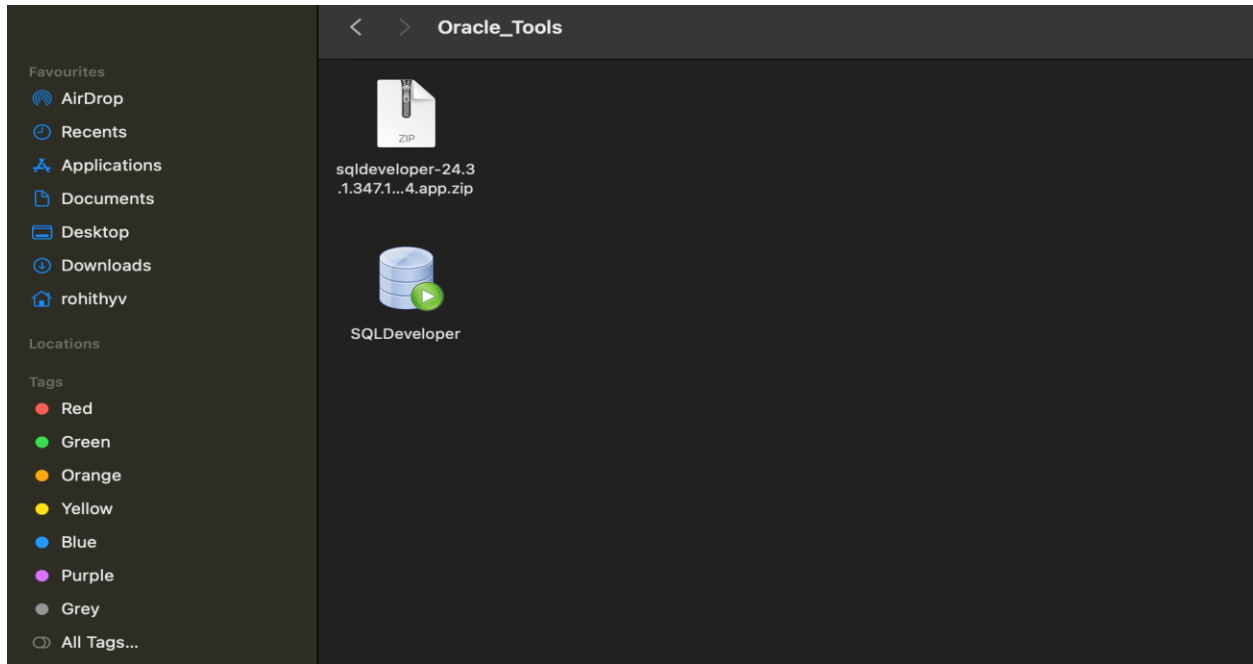 Oracle_Tools
Favourites
AirDrop
Recents
Applications
Documents
Desktop
Downloads
rohithyv
Locations
Tags
Red
Green
Orange
Yellow
Blue
Purple
Grey
All Tags...
ZIP
sqldeveloper-24.3
.1.347.1...4.app.zip
SQLDeveloper